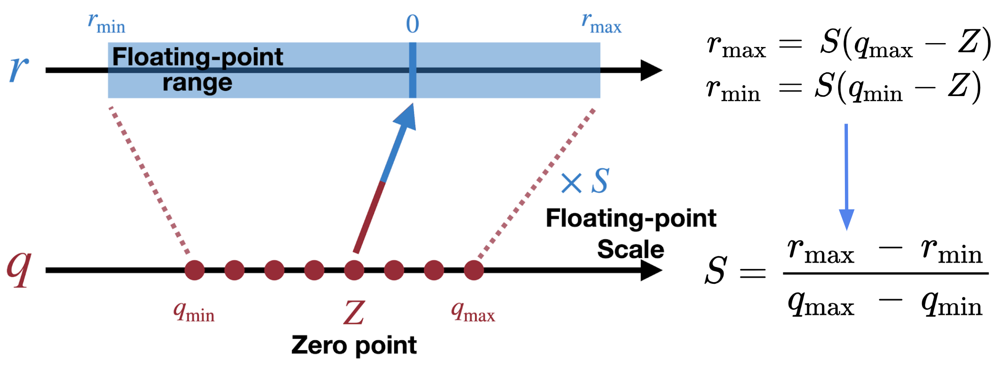 r_min 0 r_max
r
Floating-point
range
× S
Floating-point
Scale
q
q_min Z q_max
Zero point
r_max = S(q_max − Z)
r_min = S(q_min − Z)
S = \frac{r_max − r_min}{q_max − q_min}